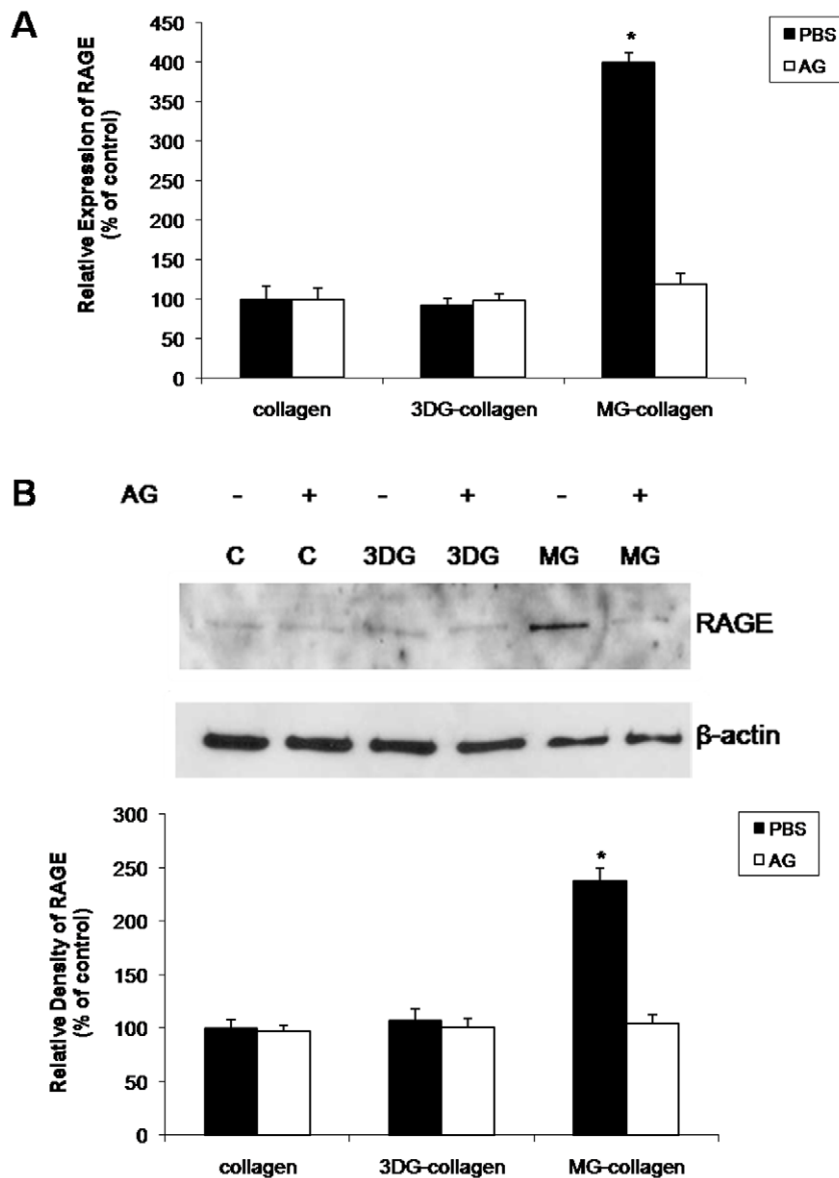 A
Relative Expression of RAGE
(% of control)
450
400
350
300
250
200
150
100
50
0
*
PBS
AG
collagen 3DG-collagen MG-collagen
B
AG - + - + - +
C C 3DG 3DG MG MG
RAGE
β-actin
Relative Density of RAGE
(% of control)
300
250
200
150
100
50
0
*
PBS
AG
collagen 3DG-collagen MG-collagen